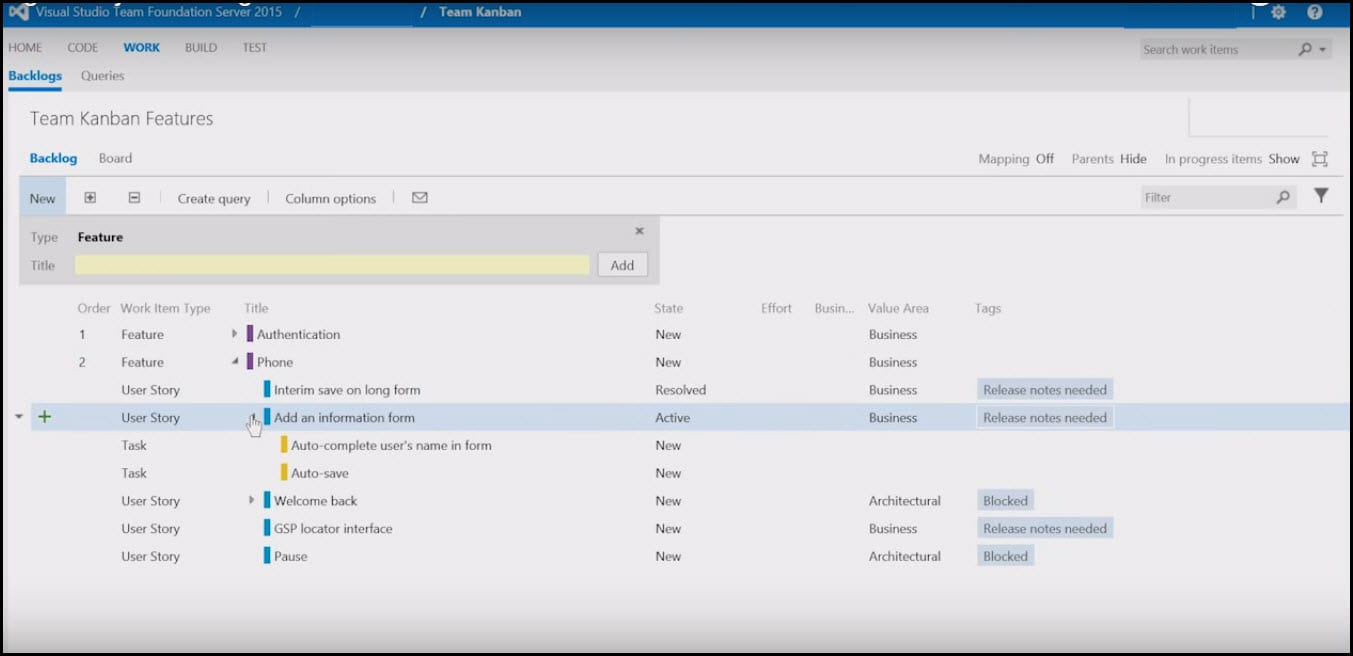 Visual Studio Team Foundation Server 2015 / / Team Kanban
HOME CODE WORK BUILD TEST Search work items
Backlogs Queries
Team Kanban Features
Backlog Board Mapping Off Parents Hide In progress items Show
New Create query Column options Filter
Type Feature
Title Add
Order Work Item Type Title State Effort Busin... Value Area Tags
1 Feature Authentication New Business
2 Feature Phone New Business
User Story Interim save on long form Resolved Business Release notes needed
User Story Add an information form Active Business Release notes needed
Task Auto-complete user's name in form New
Task Auto-save New
User Story Welcome back New Architectural Blocked
User Story GSP locator interface New Business Release notes needed
User Story Pause New Architectural Blocked